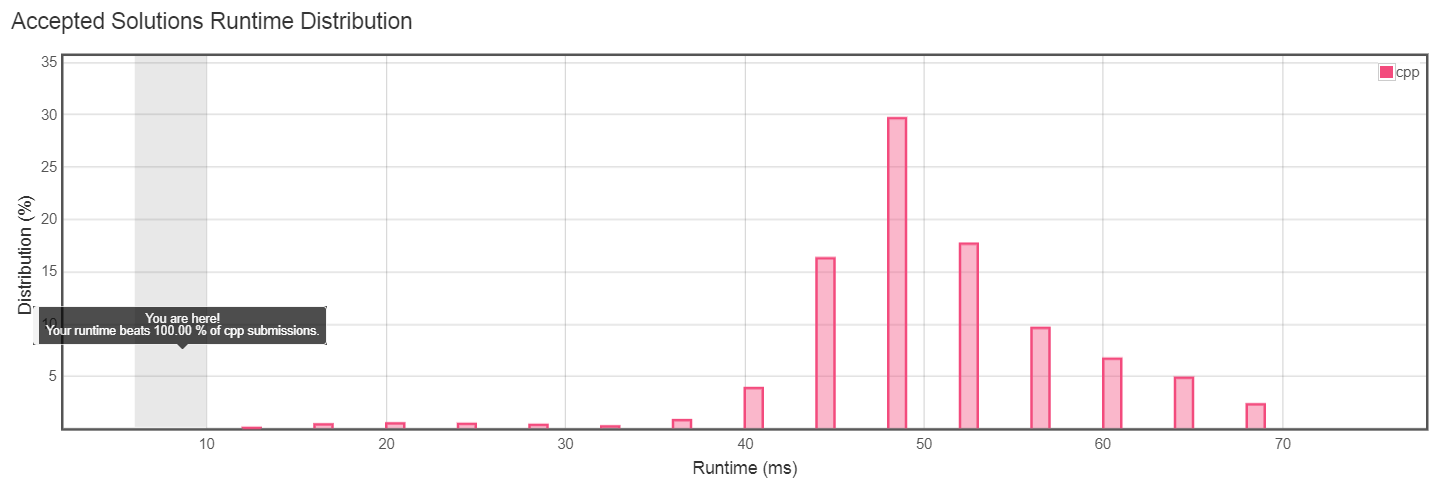 Accepted Solutions Runtime Distribution
35
30
25
20
15
10
5
Distribution (%)
cpp
You are here!
Your runtime beats 100.00 % of cpp submissions.
10 20 30 40 50 60 70
Runtime (ms)